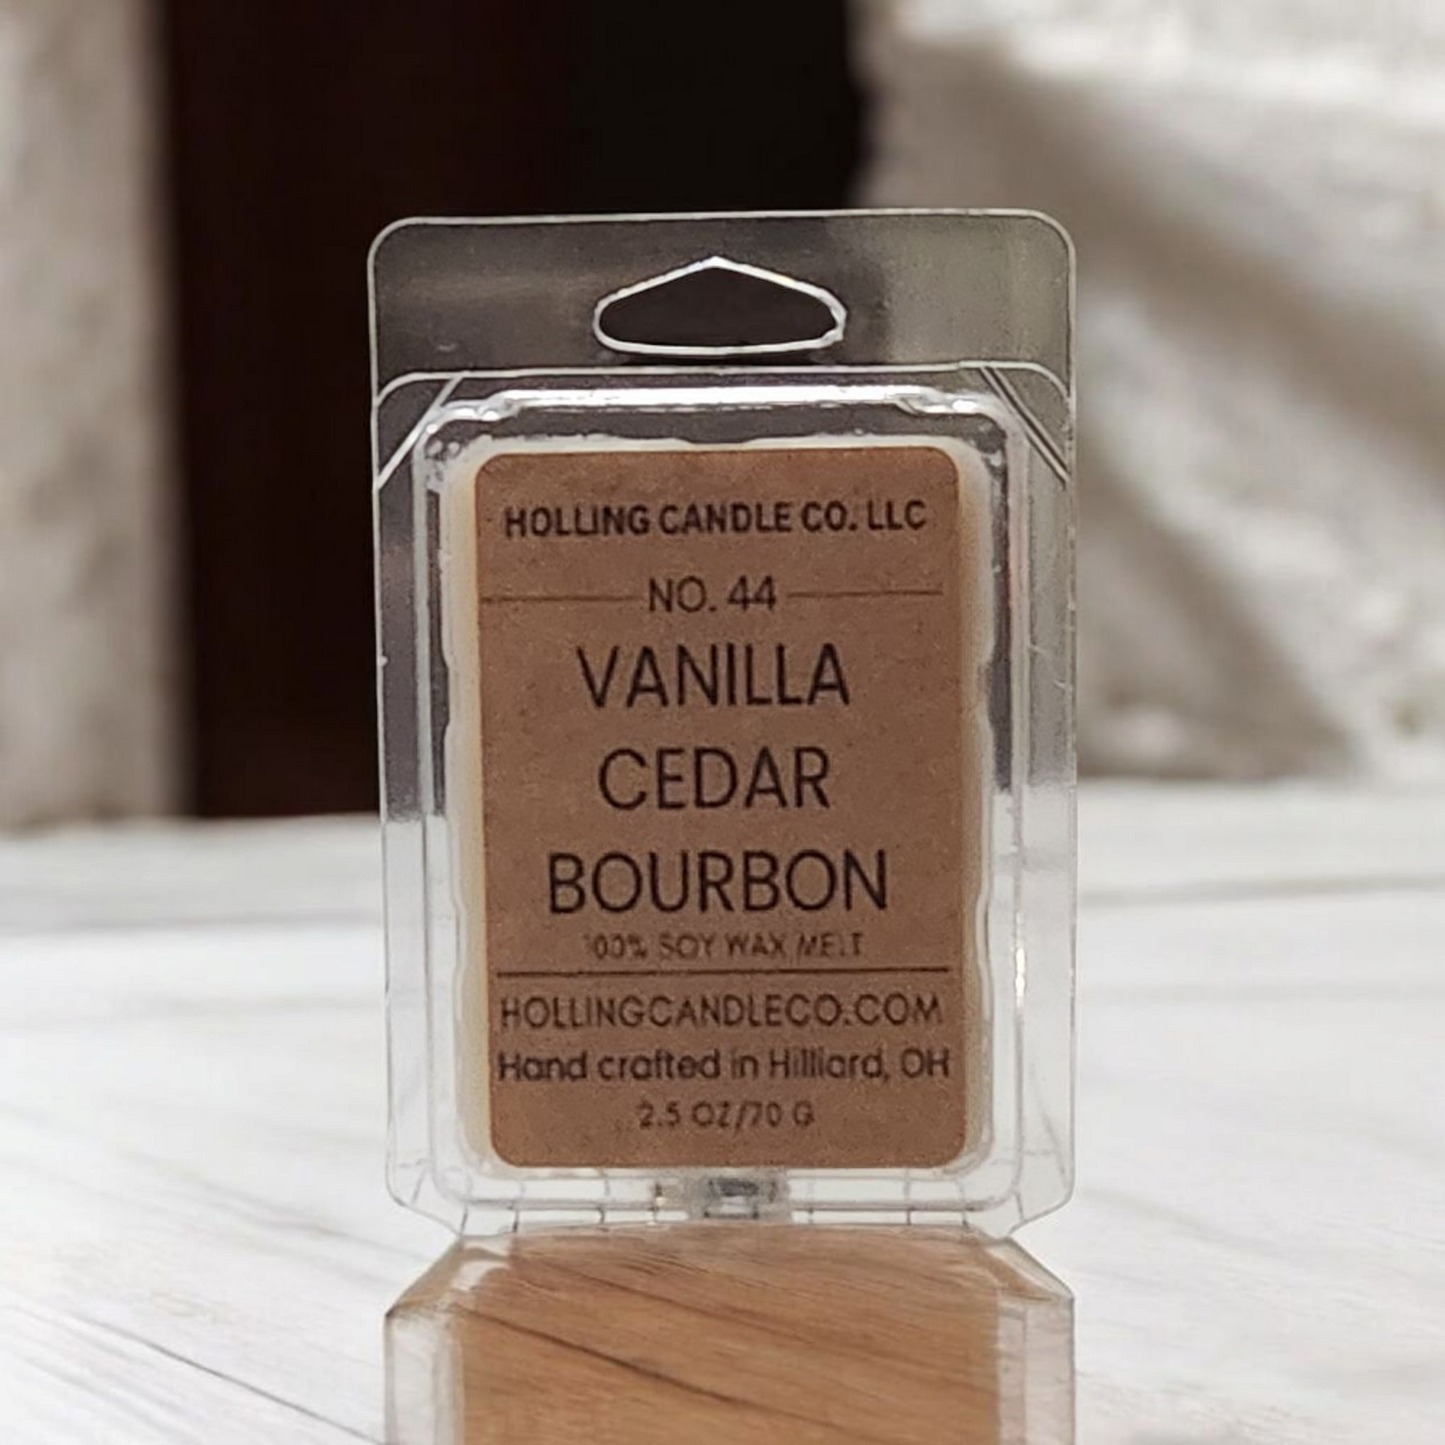 HOLLING CANDLE CO. LLC
NO. 44
VANILLA
CEDAR
BOURBON
100% SOY WAX MELT
HOLLINGCANDLECO.COM
Hand crafted in Hilliard, OH
2.5 OZ/70 G